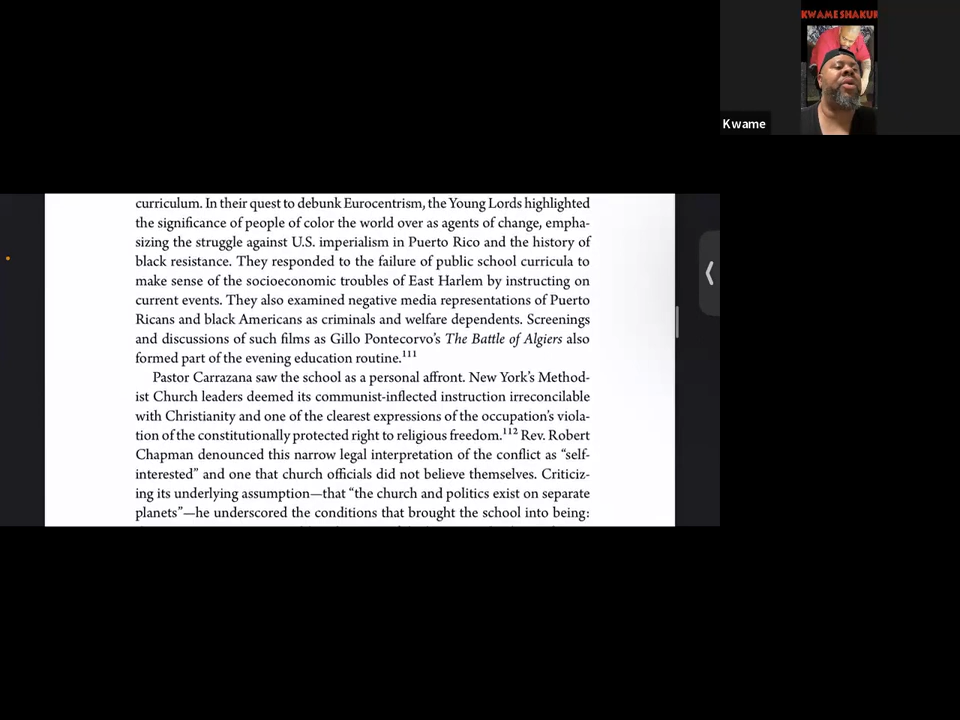 KWAME SHAKUR
Kwame
curriculum. In their quest to debunk Eurocentrism, the Young Lords highlighted
the significance of people of color the world over as agents of change, empha-
sizing the struggle against U.S. imperialism in Puerto Rico and the history of
black resistance. They responded to the failure of public school curricula to
make sense of the socioeconomic troubles of East Harlem by instructing on
current events. They also examined negative media representations of Puerto
Ricans and black Americans as criminals and welfare dependents. Screenings
and discussions of such films as Gillo Pontecorvo’s The Battle of Algiers also
formed part of the evening education routine.¹¹¹
Pastor Carrazana saw the school as a personal affront. New York’s Method-
ist Church leaders deemed its communist-inflected instruction irreconcilable
with Christianity and one of the clearest expressions of the occupation’s viola-
tion of the constitutionally protected right to religious freedom.¹¹² Rev. Robert
Chapman denounced this narrow legal interpretation of the conflict as “self-
interested” and one that church officials did not believe themselves. Criticiz-
ing its underlying assumption—that “the church and politics exist on separate
planets”—he underscored the conditions that brought the school into being: